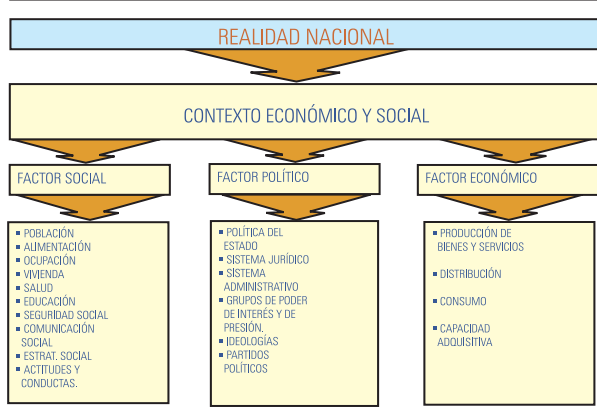 REALIDAD NACIONAL
CONTEXTO ECONÓMICO Y SOCIAL
FACTOR SOCIAL
▪ POBLACIÓN
▪ ALIMENTACIÓN
▪ OCUPACIÓN
▪ VIVIENDA
▪ SALUD
▪ EDUCACIÓN
▪ SEGURIDAD SOCIAL
▪ COMUNICACIÓN
SOCIAL
▪ ESTRAT. SOCIAL
▪ ACTITUDES Y
CONDUCTAS.
FACTOR POLÍTICO
▪ POLÍTICA DEL
ESTADO
▪ SISTEMA JURÍDICO
▪ SISTEMA
ADMINISTRATIVO
▪ GRUPOS DE PODER
DE INTERÉS Y DE
PRESIÓN.
▪ IDEOLOGÍAS
▪ PARTIDOS
POLÍTICOS
FACTOR ECONÓMICO
▪ PRODUCCIÓN DE
BIENES Y SERVICIOS
▪ DISTRIBUCIÓN
▪ CONSUMO
▪ CAPACIDAD
ADQUISITIVA